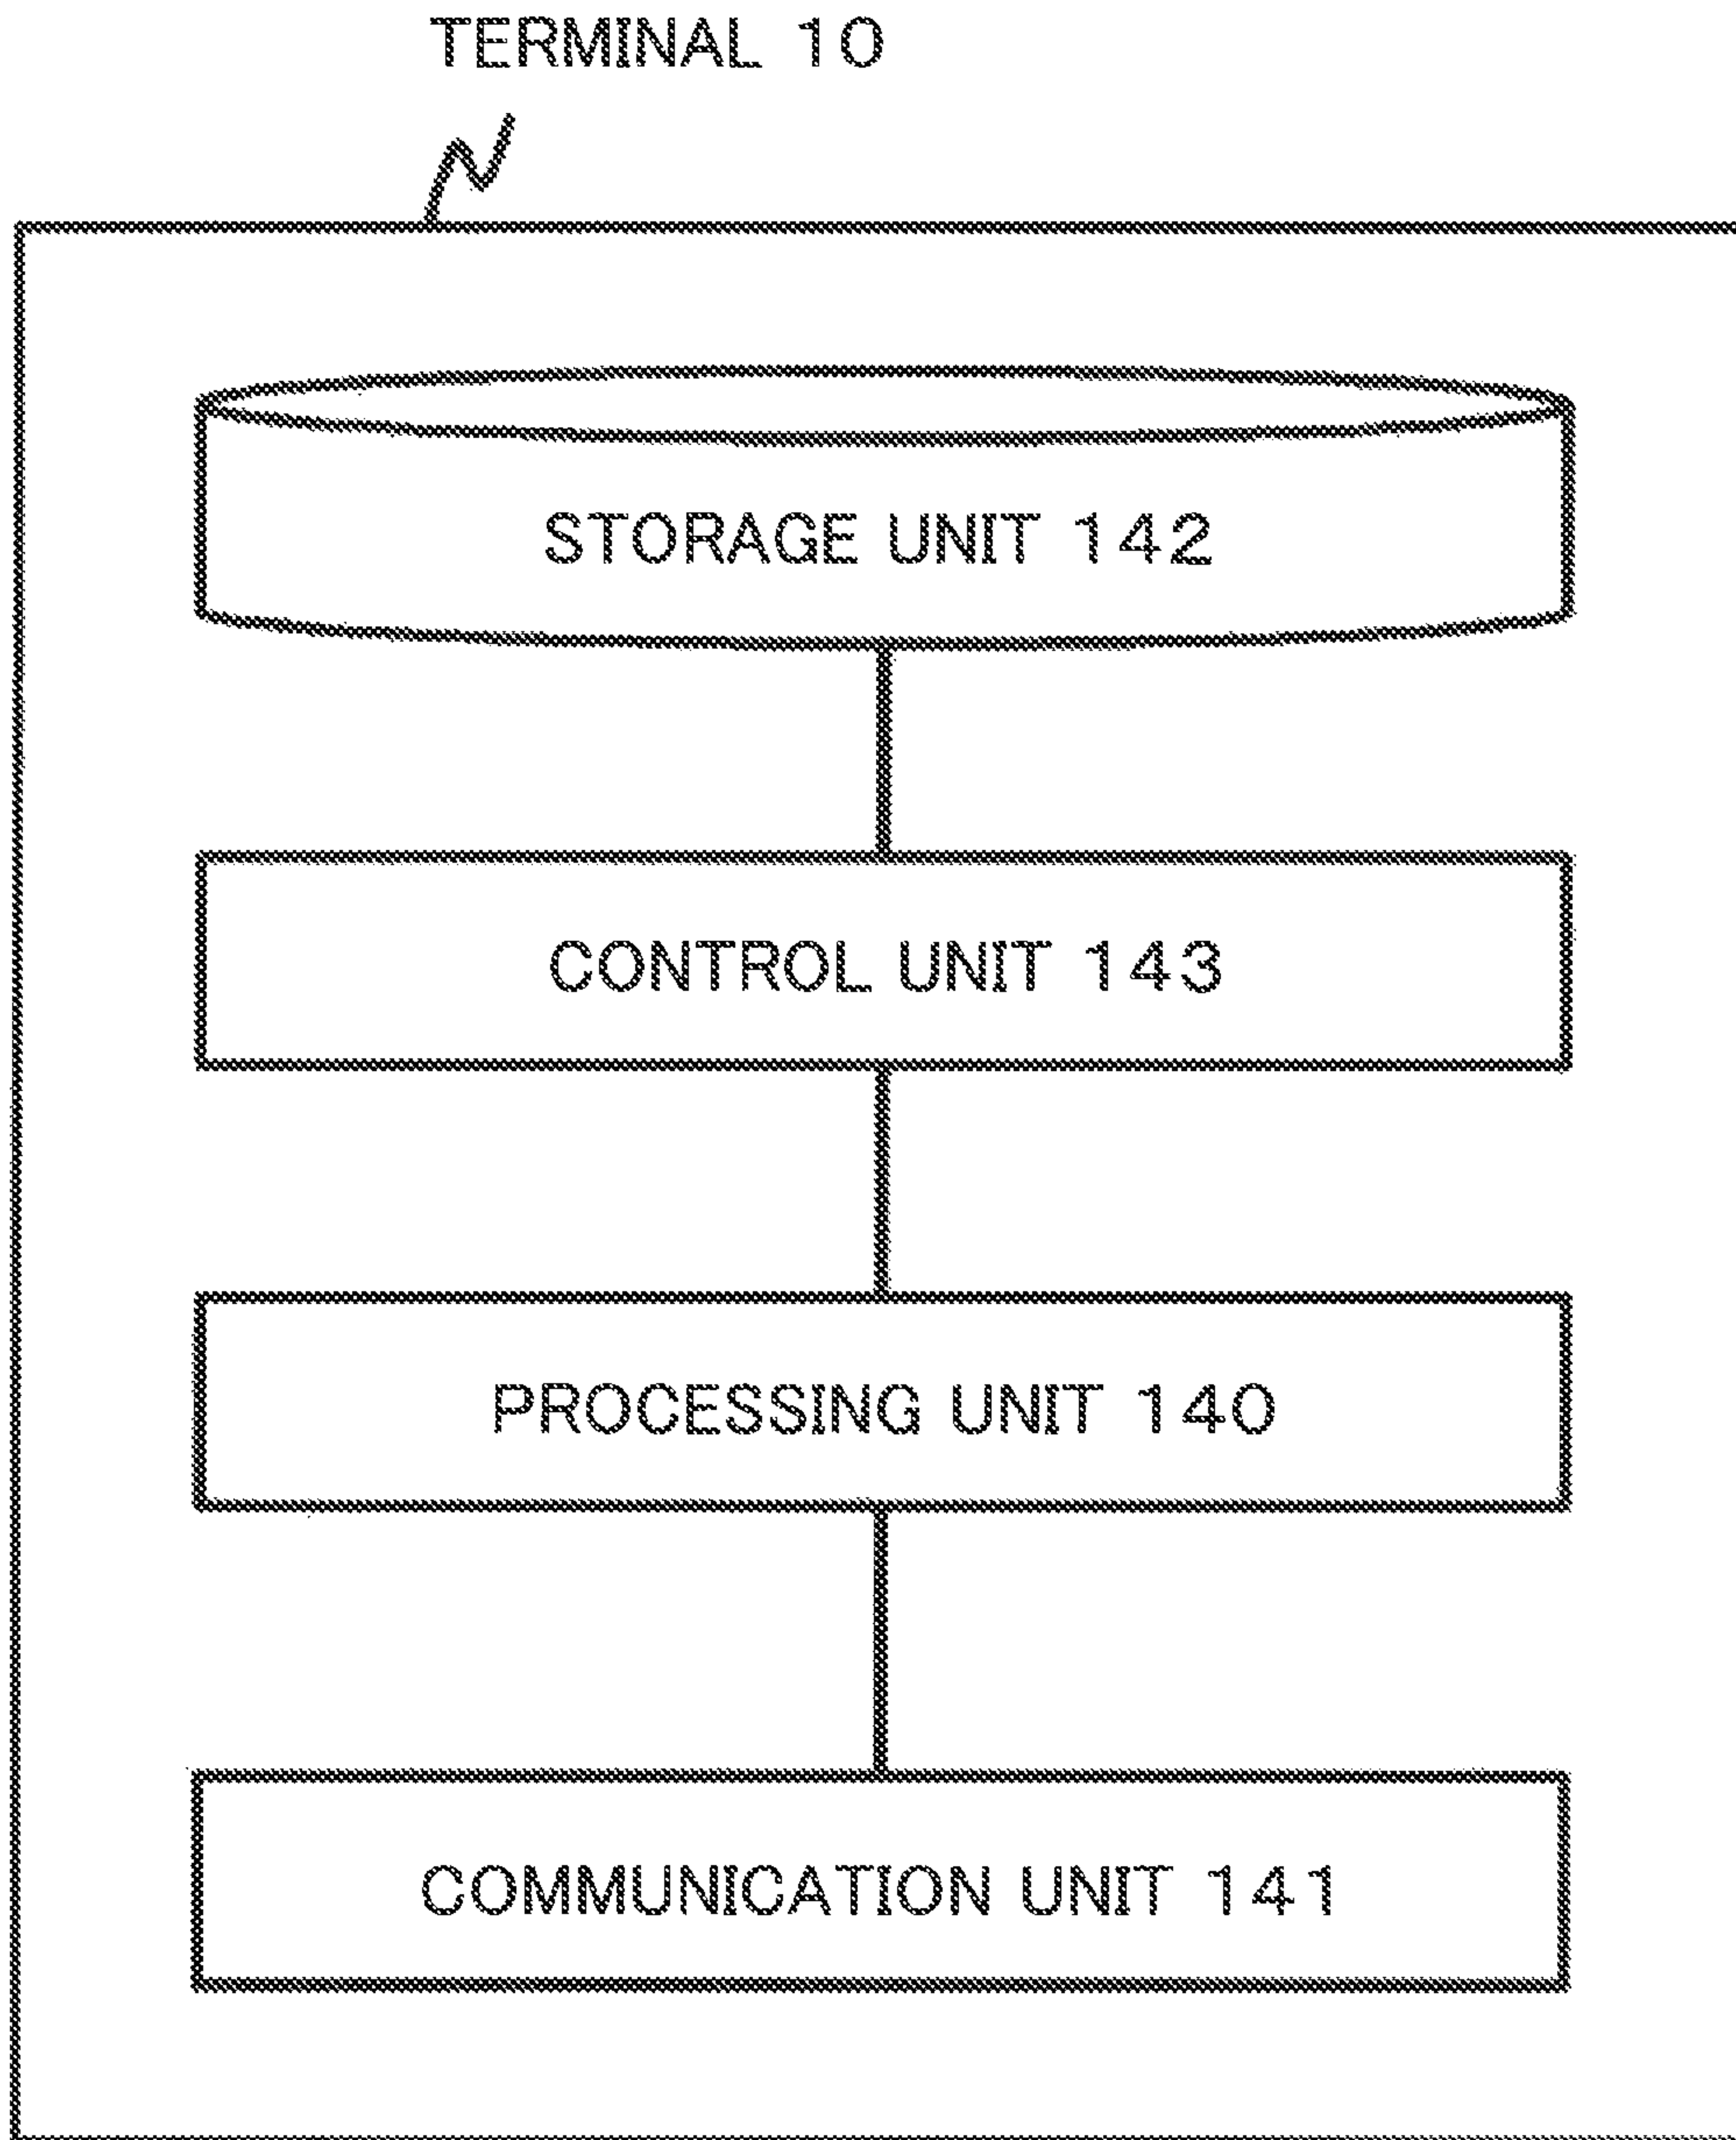 TERMINAL 10
STORAGE UNIT 142
CONTROL UNIT 143
PROCESSING UNIT 140
COMMUNICATION UNIT 141